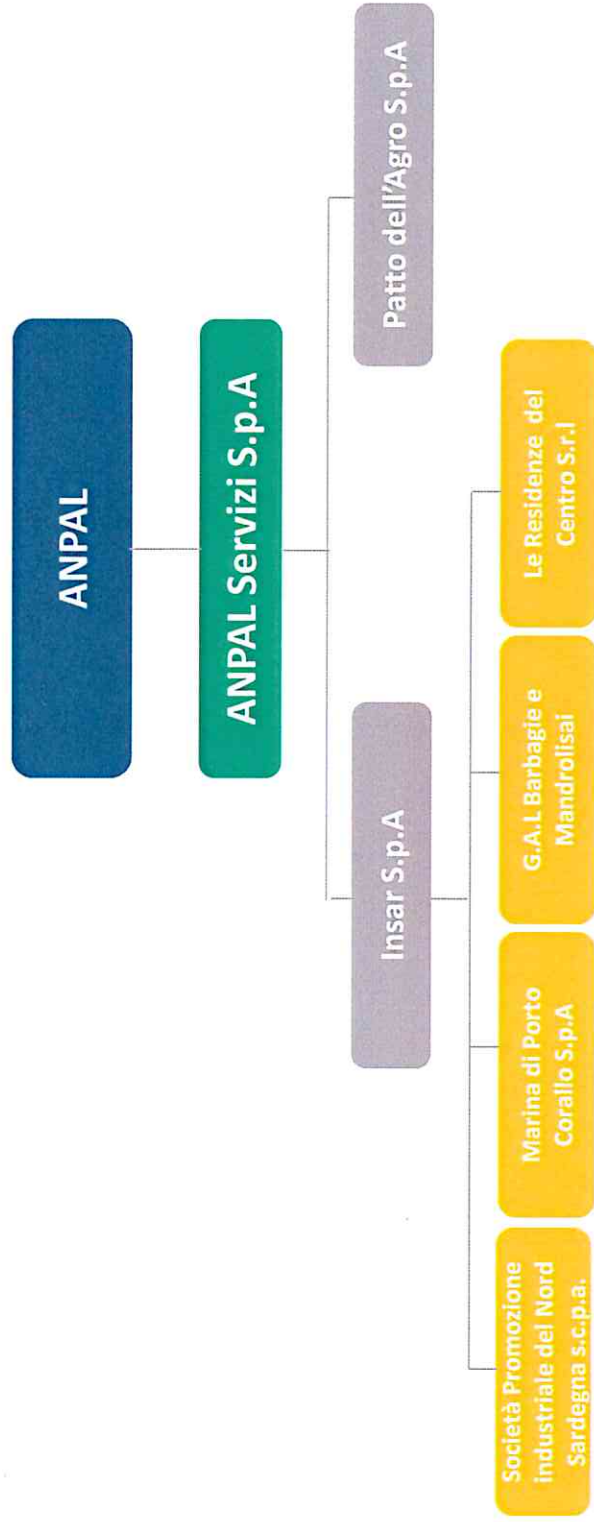 ANPAL
ANPAL Servizi S.p.A
Insar S.p.A
Patto dell'Agro S.p.A
Società Promozione
industriale del Nord
Sardegna s.c.p.a.
Marina di Porto
Corallo S.p.A
G.A.L Barbagie e
Mandrolisai
Le Residenze del
Centro S.r.l